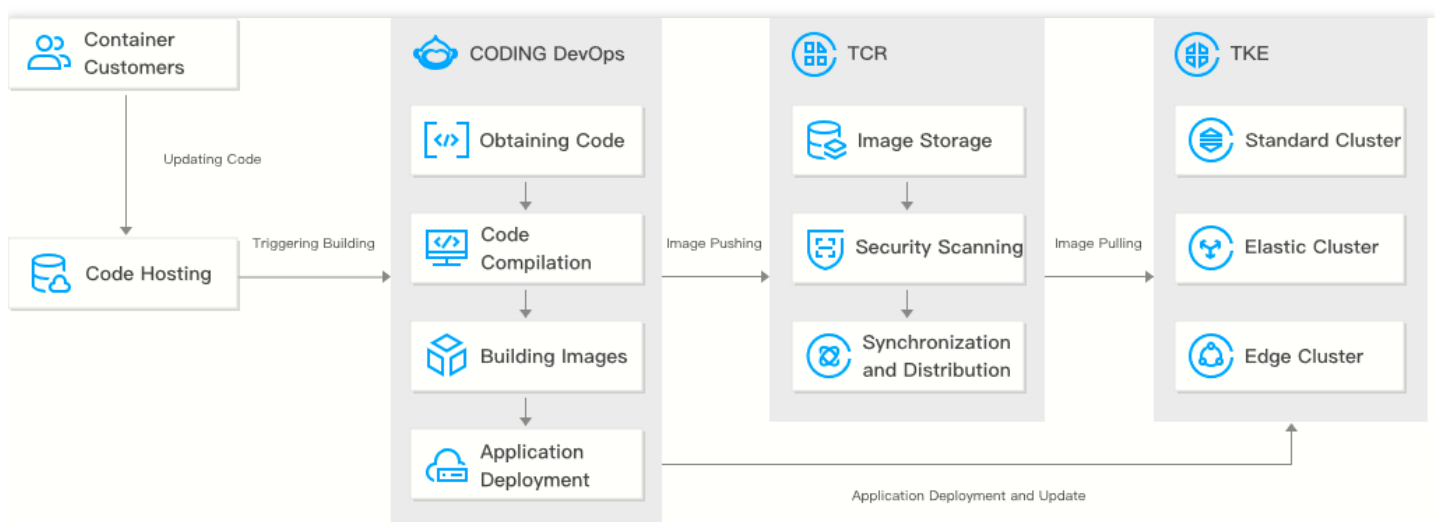 Container
Customers
Updating Code
Code Hosting
Triggering Building
CODING DevOps
Obtaining Code
Code
Compilation
Building Images
Application
Deployment
Image Pushing
TCR
Image Storage
Security Scanning
Synchronization
and Distribution
Image Pulling
TKE
Standard Cluster
Elastic Cluster
Edge Cluster
Application Deployment and Update